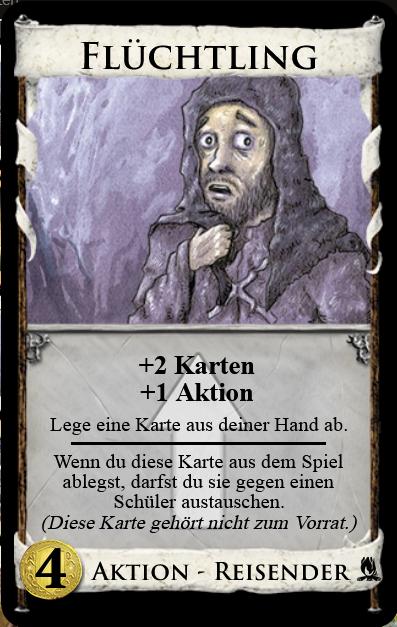 FLÜCHTLING
+2 Karten
+1 Aktion
Lege eine Karte aus deiner Hand ab.
Wenn du diese Karte aus dem Spiel
ablegst, darfst du sie gegen einen
Schüler austauschen.
(Diese Karte gehört nicht zum Vorrat.)
4 AKTION - REISENDER